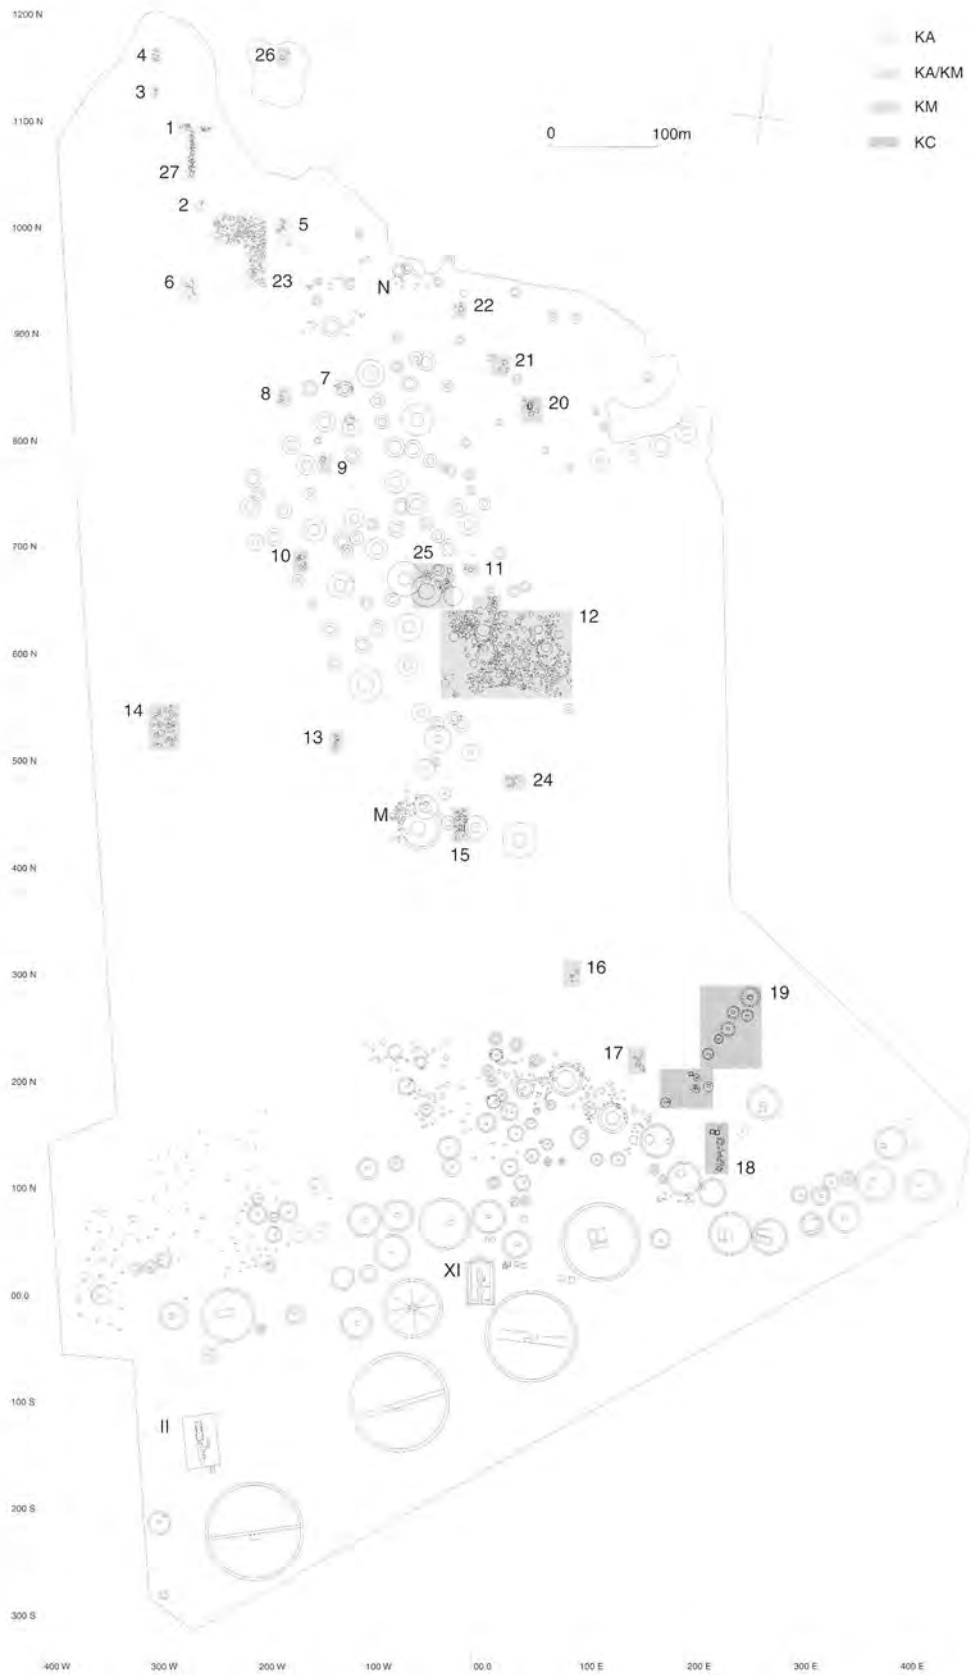 1200 N
KA
4
26
KA/KM
3
0 100m
KM
1100 N
1
KC
27
2
1000 N
5
6
23
N
22
900 N
21
7
8
20
800 N
9
700 N
10
25
11
12
600 N
14
13
500 N
24
M
15
400 N
16
300 N
19
17
200 N
18
100 N
XI
00.0
100 S
II
200 S
300 S
400 W 300 W 200 W 100 W 00.0 100 E 200 E 300 E 400 E